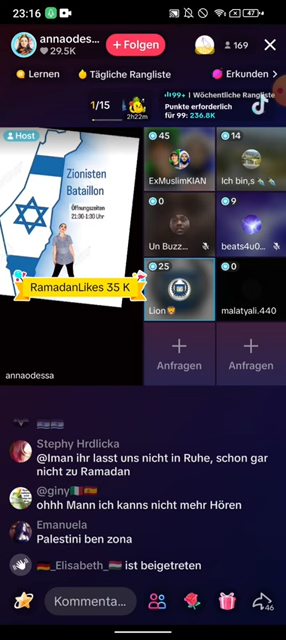 23:16
annaodes...
29.5K
+ Folgen
169
Lernen
Tägliche Rangliste
Erkunden
1/15
2h22m
99+ | Wöchentliche Rangliste
Punkte erforderlich
für 99: 236.8K
Host
Zionisten
Bataillon
Öffnungszeiten
21:30-1:30 Uhr
RamadanLikes 35 K
annaodessa
45
ExMuslimKIAN
14
Ich bin,s
0
Un Buzz...
9
beats4u0...
25
Lion
0
malatyali.440
Anfragen
Anfragen
Stephy Hrdlicka
@Iman ihr lasst uns nicht in Ruhe, schon gar
nicht zu Ramadan
@giny
ohhh Mann ich kanns nicht mehr Hören
Emanuela
Palestini ben zona
_Elisabeth_ ist beigetreten
Kommenta...
46